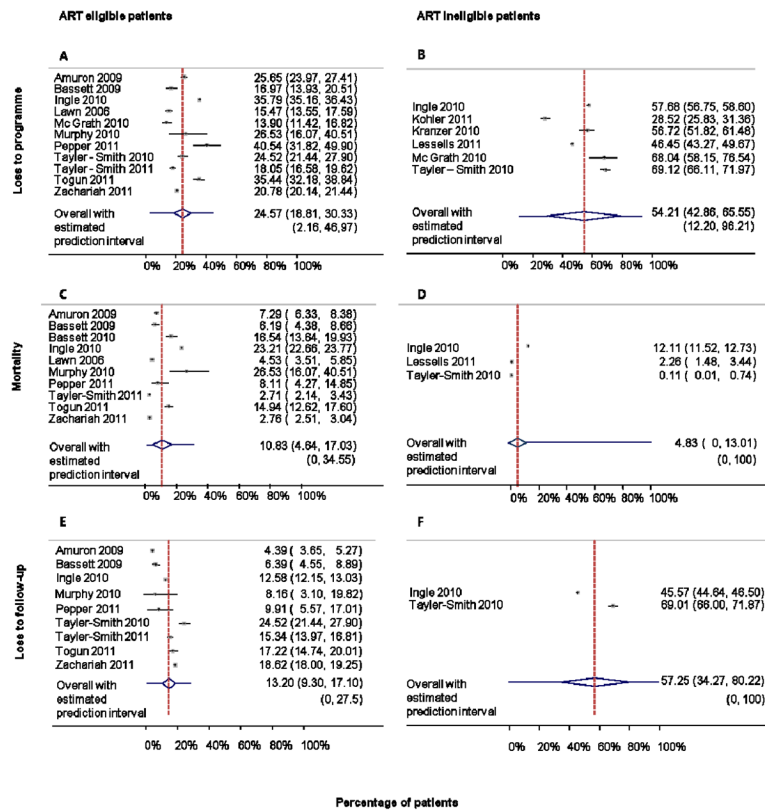 ART eligible patients
ART ineligible patients
Loss to programme
A
Amuron 2009 25.65 (23.97, 27.41)
Bassett 2009 16.97 (13.93, 20.51)
Ingle 2010 35.79 (35.16, 36.43)
Lawn 2006 15.47 (13.55, 17.59)
Mc Grath 2010 13.90 (11.42, 16.82)
Murphy 2010 26.53 (16.07, 40.51)
Pepper 2011 40.54 (31.82, 49.90)
Tayler - Smith 2010 24.52 (21.44, 27.90)
Tayler - Smith 2011 18.05 (16.58, 19.62)
Togun 2011 35.44 (32.18, 38.84)
Zachariah 2011 20.78 (20.14, 21.44)
Overall with 24.57 (18.81, 30.33)
estimated (2.16, 46,97)
prediction interval
0% 20% 40% 60% 80% 100%
B
Ingle 2010 57.68 (56.75, 58.60)
Kohler 2011 28.52 (25.83, 31.36)
Kranzer 2010 56.72 (51.82, 61.48)
Lessells 2011 46.45 (43.27, 49.67)
Mc Grath 2010 68.04 (58.15, 76.54)
Tayler - Smith 2010 69.12 (66.11, 71.97)
Overall with 54.21 (42.86, 65.55)
estimated (12.20, 96.21)
prediction interval
0% 20% 40% 60% 80% 100%
Mortality
C
Amuron 2009 7.29 ( 6.33, 8.38)
Bassett 2009 6.19 ( 4.38, 8.66)
Bassett 2010 16.54 (13.64, 19.93)
Ingle 2010 23.21 (22.66, 23.77)
Lawn 2006 4.53 ( 3.51, 5.85)
Murphy 2010 26.53 (16.07, 40.51)
Pepper 2011 8.11 ( 4.27, 14.85)
Tayler-Smith 2011 2.71 ( 2.14, 3.43)
Togun 2011 14.94 (12.62, 17.60)
Zachariah 2011 2.76 ( 2.51, 3.04)
Overall with 10.83 (4.64, 17.03)
estimated (0, 34.55)
prediction interval
0% 20% 40% 60% 80% 100%
D
Ingle 2010 12.11 (11.52, 12.73)
Lessells 2011 2.26 ( 1.48, 3.44)
Tayler-Smith 2010 0.11 ( 0.01, 0.74)
Overall with 4.83 ( 0, 13.01)
estimated (0, 100)
prediction interval
0% 20% 40% 60% 80% 100%
Loss to follow-up
E
Amuron 2009 4.39 ( 3.65, 5.27)
Bassett 2009 6.39 ( 4.55, 8.89)
Ingle 2010 12.58 (12.15, 13.03)
Murphy 2010 8.16 ( 3.10, 19.82)
Pepper 2011 9.91 ( 5.57, 17.01)
Tayler-Smith 2010 24.52 (21.44, 27.90)
Tayler-Smith 2011 15.34 (13.97, 16.81)
Togun 2011 17.22 (14.74, 20.01)
Zachariah 2011 18.62 (18.00, 19.25)
Overall with 13.20 (9.30, 17.10)
estimated (0, 27.5)
prediction interval
0% 20% 40% 60% 80% 100%
F
Ingle 2010 45.57 (44.64, 46.50)
Tayler-Smith 2010 69.01 (66.00, 71.87)
Overall with 57.25 (34.27, 80.22)
estimated (0, 100)
prediction interval
0% 20% 40% 60% 80% 100%
Percentage of patients